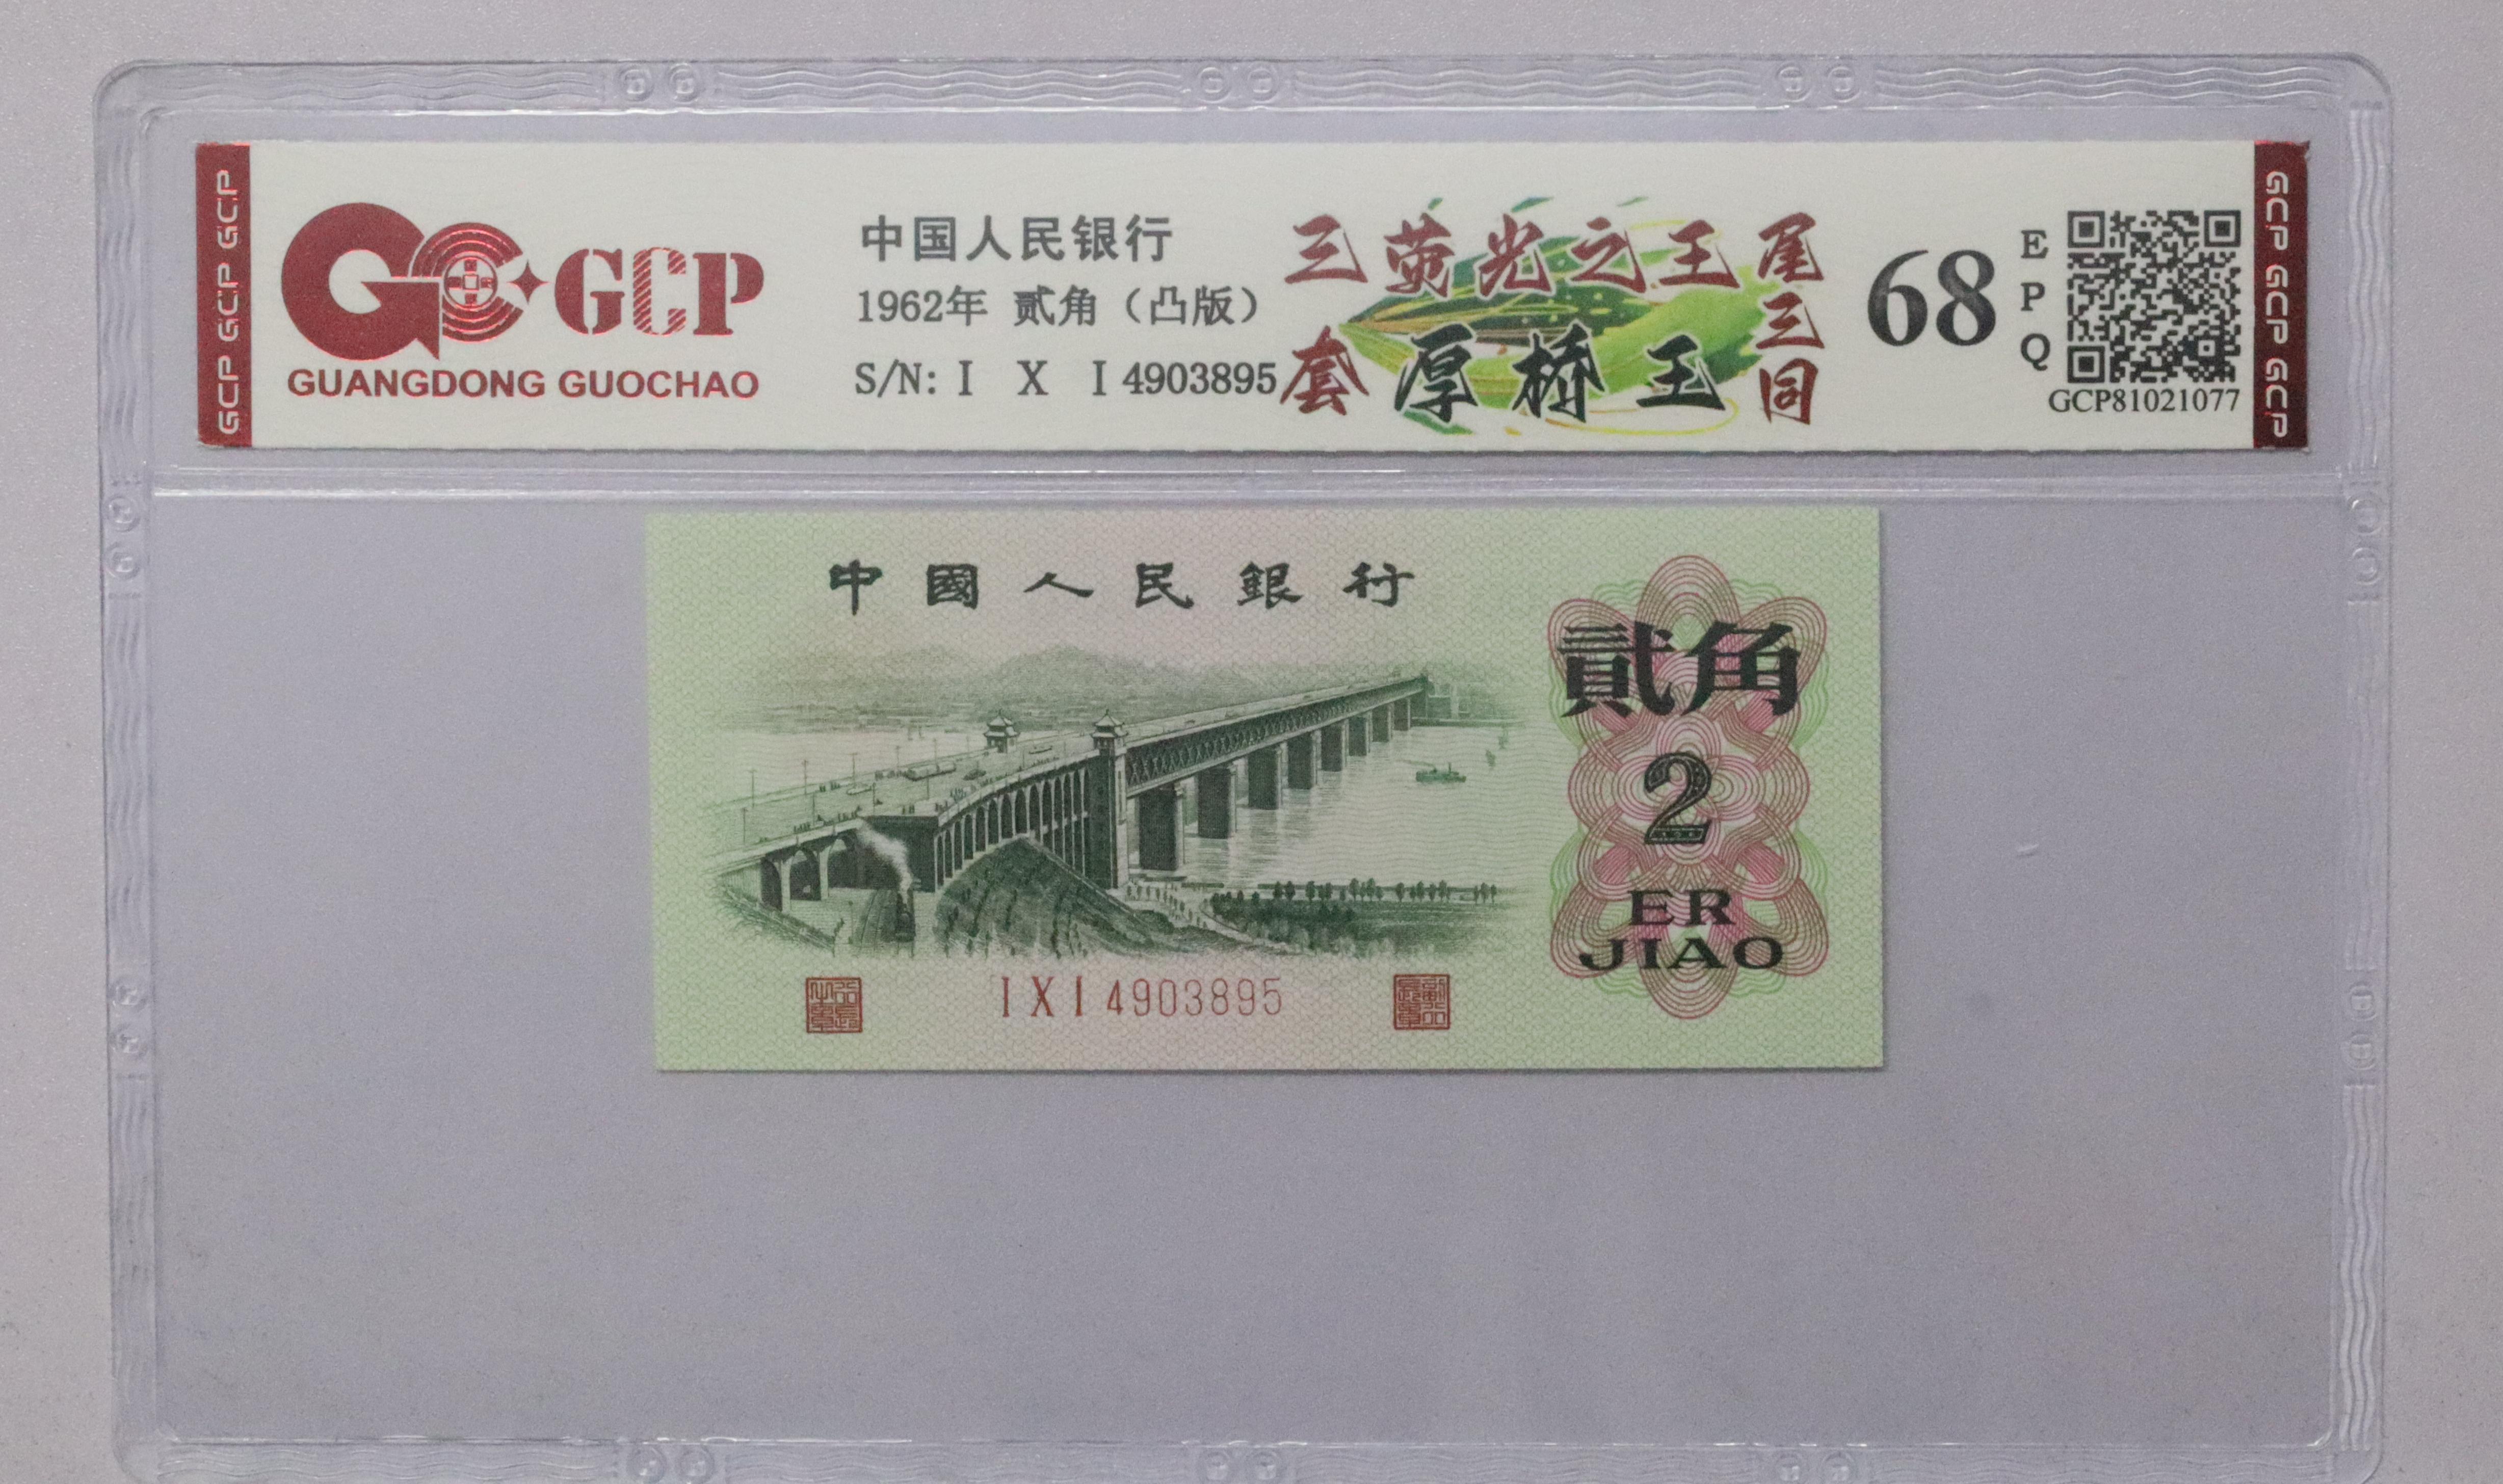 GCP GCP GCP
GCP
GUANGDONG GUOCHAO
中国人民银行
1962年 贰角（凸版）
S/N: I X I 4903895
三荧光之王
套厚桥王
尾三同
68
EPQ
GCP81021077
GCP GCP GCP
中國人民銀行
貳角
2
ER
JIAO
IXI4903895